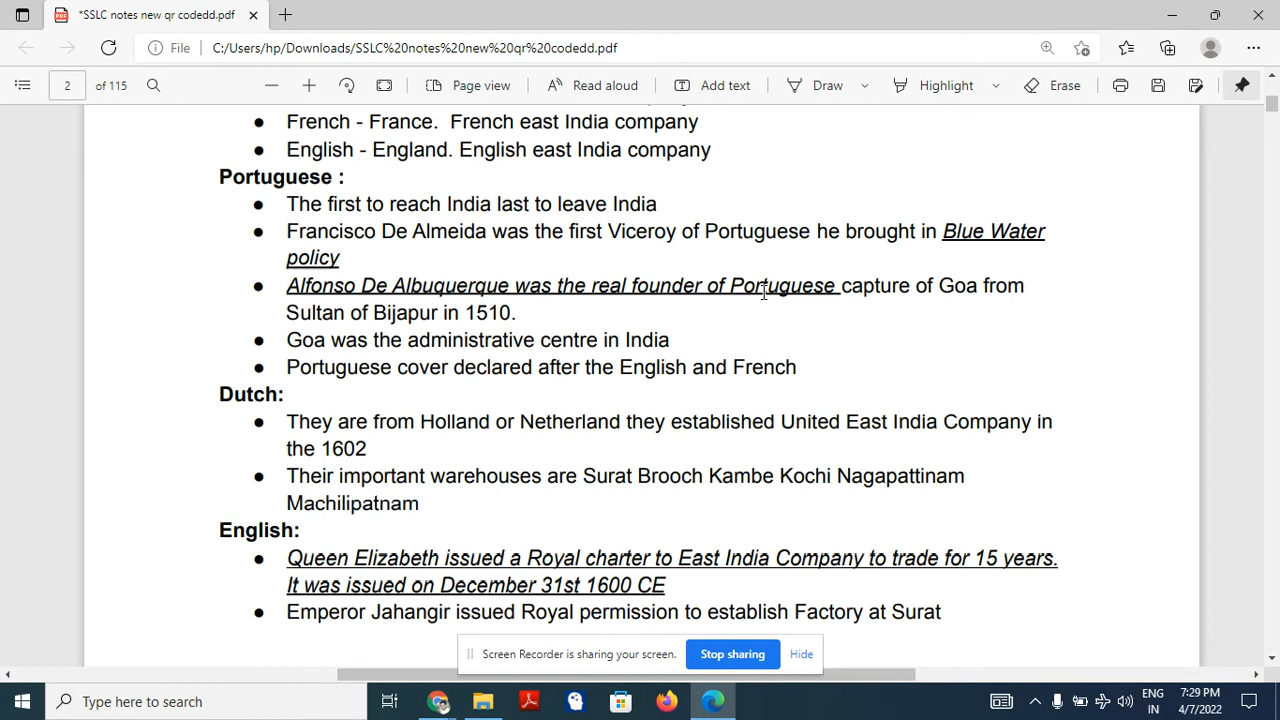 *SSLC notes new qr codedd.pdf
File C:/Users/hp/Downloads/SSLC%20notes%20new%20qr%20codedd.pdf
2 of 115 Page view Read aloud Add text Draw Highlight Erase
● French - France. French east India company
● English - England. English east India company
Portuguese :
● The first to reach India last to leave India
● Francisco De Almeida was the first Viceroy of Portuguese he brought in Blue Water
policy
● Alfonso De Albuquerque was the real founder of Portuguese capture of Goa from
Sultan of Bijapur in 1510.
● Goa was the administrative centre in India
● Portuguese cover declared after the English and French
Dutch:
● They are from Holland or Netherland they established United East India Company in
the 1602
● Their important warehouses are Surat Brooch Kambe Kochi Nagapattinam
Machilipatnam
English:
● Queen Elizabeth issued a Royal charter to East India Company to trade for 15 years.
It was issued on December 31st 1600 CE
● Emperor Jahangir issued Royal permission to establish Factory at Surat
Screen Recorder is sharing your screen. Stop sharing Hide
Type here to search
ENG
IN
7:29 PM
4/7/2022